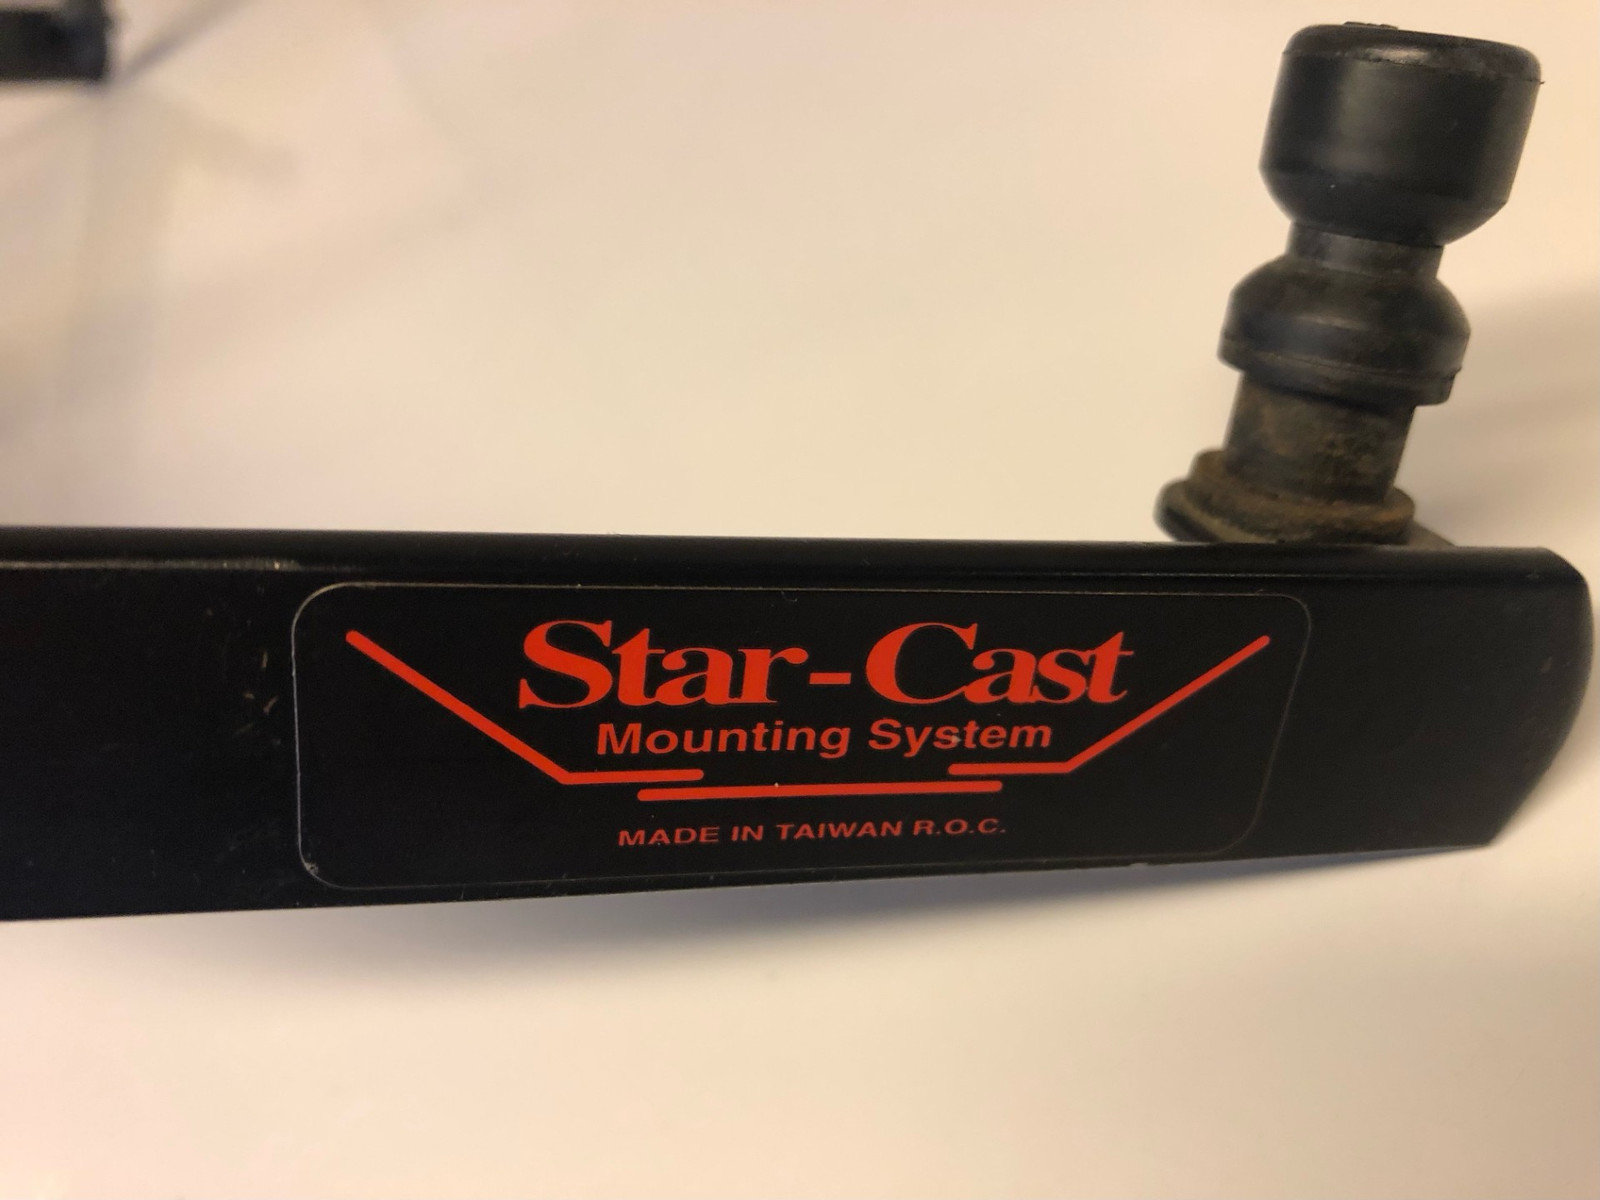 Star-Cast
Mounting System
MADE IN TAIWAN R.O.C.